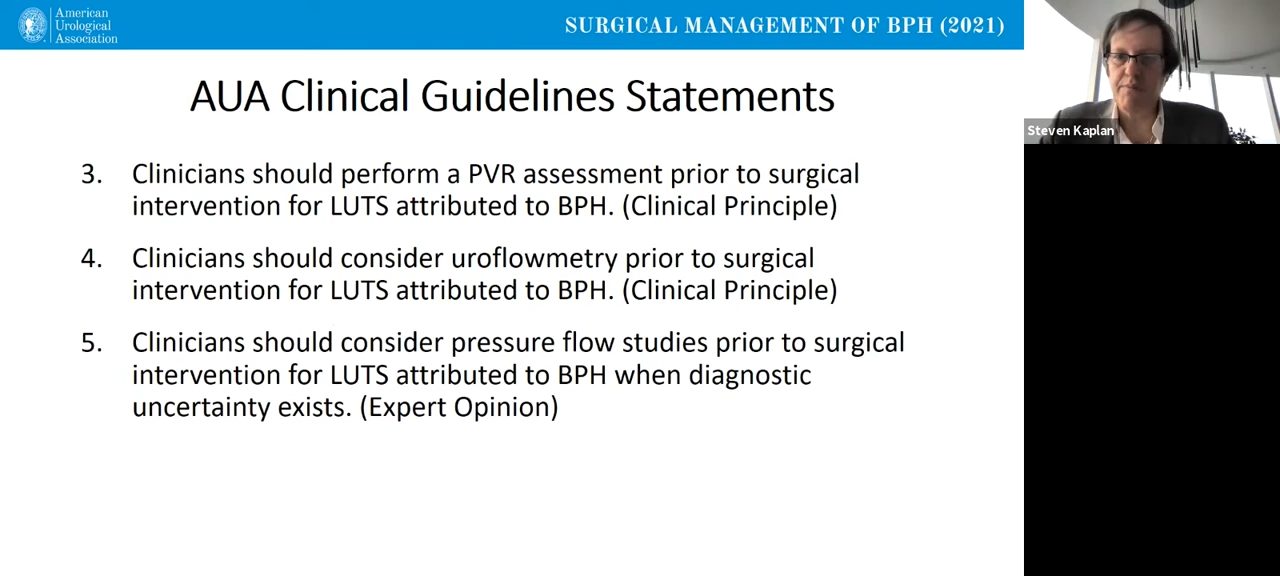 American
Urological
Association
SURGICAL MANAGEMENT OF BPH (2021)
AUA Clinical Guidelines Statements
3. Clinicians should perform a PVR assessment prior to surgical
intervention for LUTS attributed to BPH. (Clinical Principle)
4. Clinicians should consider uroflowmetry prior to surgical
intervention for LUTS attributed to BPH. (Clinical Principle)
5. Clinicians should consider pressure flow studies prior to surgical
intervention for LUTS attributed to BPH when diagnostic
uncertainty exists. (Expert Opinion)
Steven Kaplan